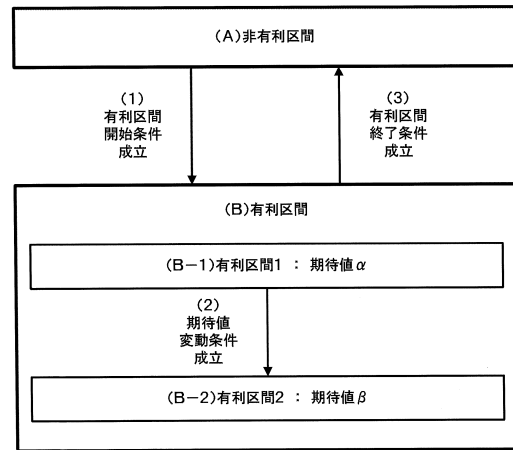 (A)非有利区間
(1)
有利区間
開始条件
成立
(3)
有利区間
終了条件
成立
(B)有利区間
(B−1)有利区間1 : 期待値α
(2)
期待値
変動条件
成立
(B−2)有利区間2 : 期待値β